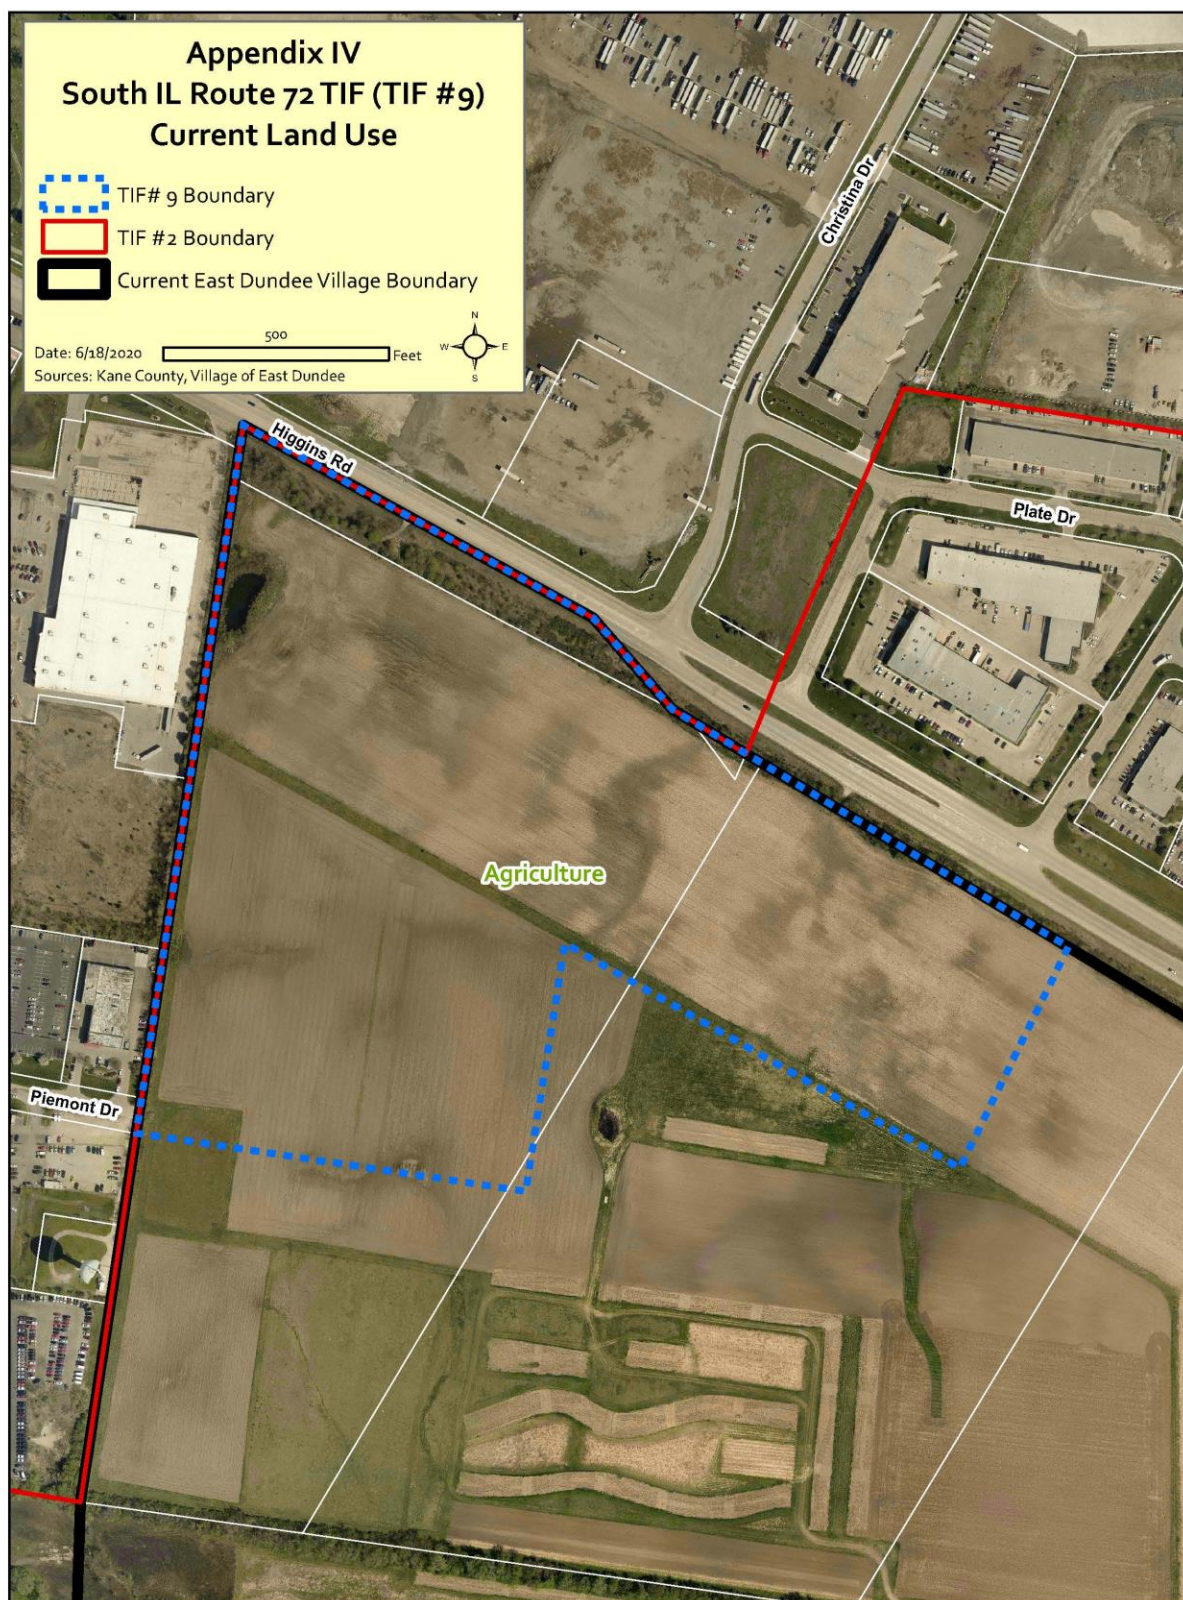 Appendix IV
South IL Route 72 TIF (TIF #9)
Current Land Use
TIF# 9 Boundary
TIF #2 Boundary
Current East Dundee Village Boundary
N
W E
S
500
Date: 6/18/2020 Feet
Sources: Kane County, Village of East Dundee
Christina Dr
Higgins Rd
Plate Dr
Agriculture
Piemont Dr